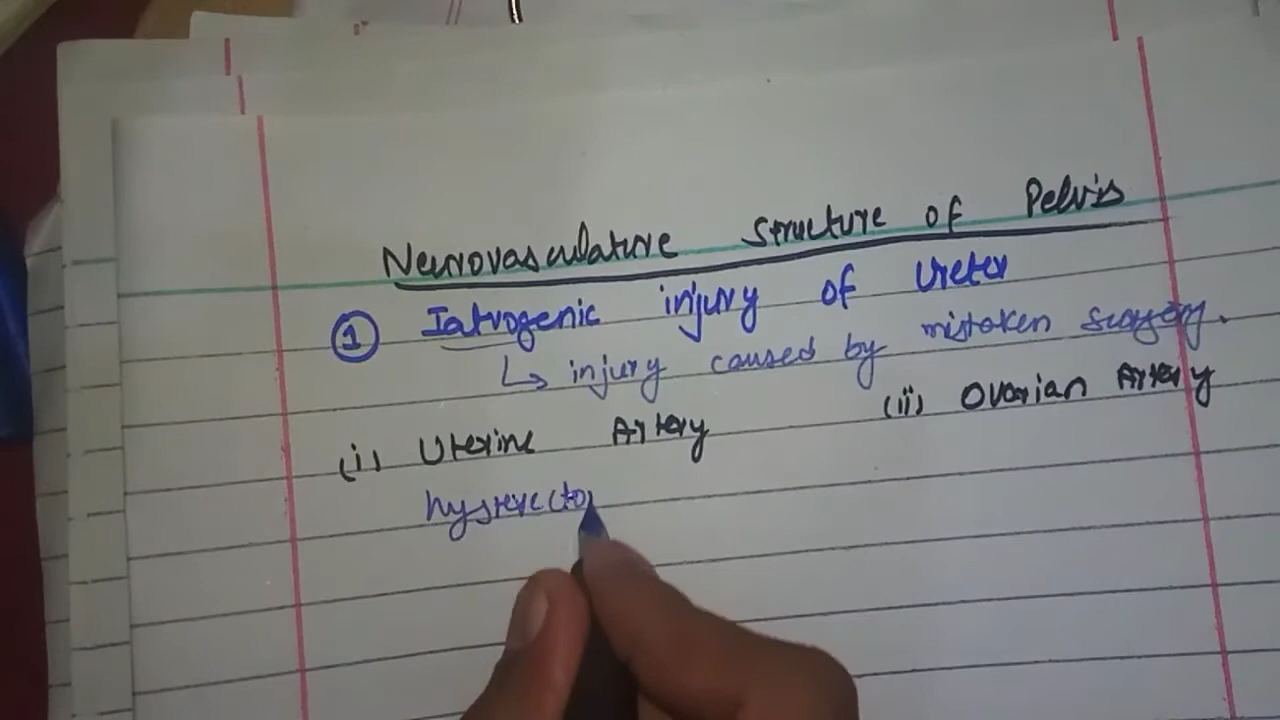 Neurovasculature Structure of Pelvis
① Iatrogenic injury of Ureter
↳ injury caused by mistaken surgery.
(i) Uterine Artery (ii) Ovarian Artery
hysterecto